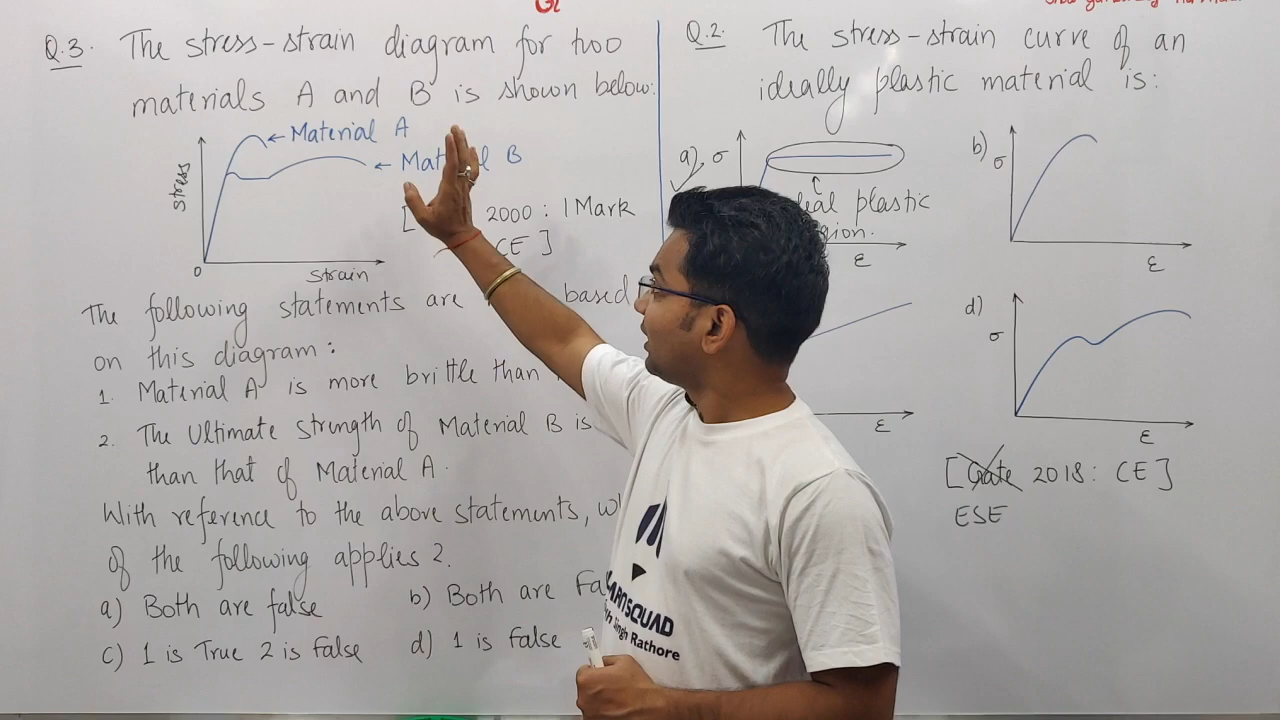 Q.3. The stress-strain diagram for two
materials A and B is shown below:
Material A
Material B
stress
0
strain
2000 : 1 Mark
CE ]
The following statements are based
on this diagram:
1. Material A is more brittle than
2. The Ultimate strength of Material B is
than that of Material A.
With reference to the above statements,
of the following applies ?
a) Both are false
b) Both are
c) 1 is True 2 is false
d) 1 is false
Q.2. The stress-strain curve of an
ideally plastic material is:
a) σ
plastic
ε
b) σ
ε
ε
d) σ
ε
[Gate 2018 : CE ]
ESE
SQUAD
Singh Rathore